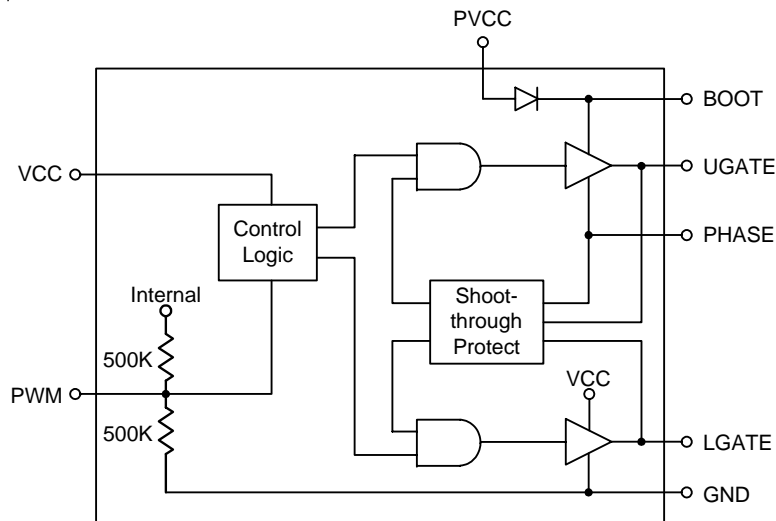 PVCC
BOOT
VCC
UGATE
Control
Logic
PHASE
Internal
Shoot-
through
Protect
500K
VCC
PWM
500K
LGATE
GND